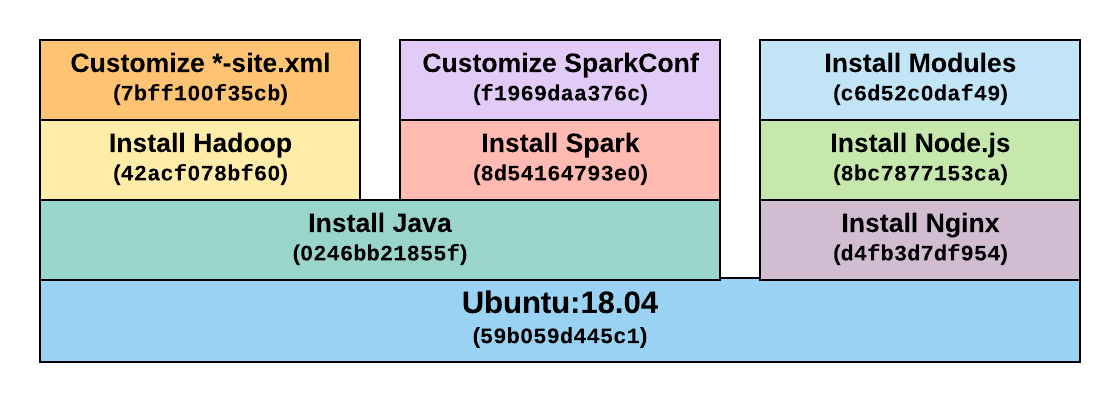 Customize *-site.xml
(7bff100f35cb)
Customize SparkConf
(f1969daa376c)
Install Modules
(c6d52c0daf49)
Install Hadoop
(42acf078bf60)
Install Spark
(8d54164793e0)
Install Node.js
(8bc7877153ca)
Install Java
(0246bb21855f)
Install Nginx
(d4fb3d7df954)
Ubuntu:18.04
(59b059d445c1)